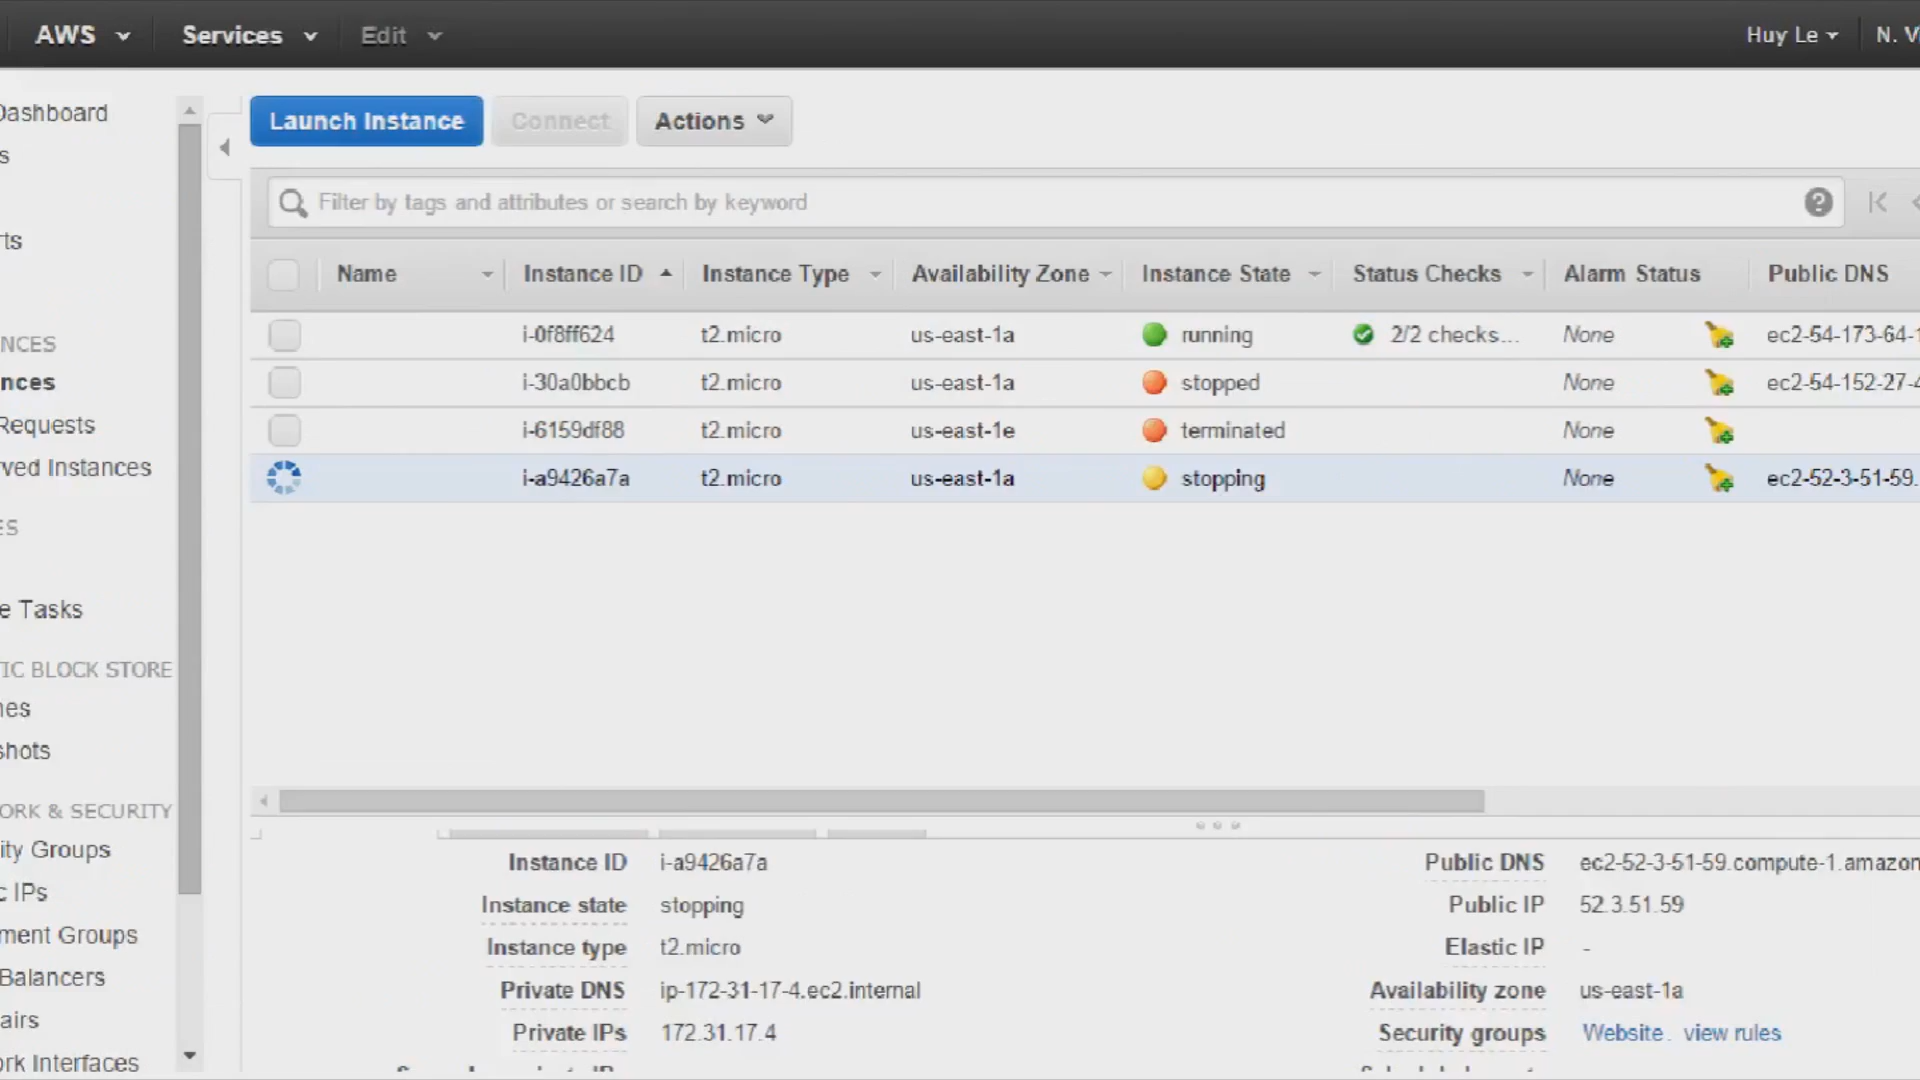 AWS Services Edit Huy Le N. V
Dashboard
s
rts
NCES
nces
Requests
rved Instances
ES
e Tasks
TIC BLOCK STORE
nes
shots
ORK & SECURITY
ity Groups
c IPs
ment Groups
Balancers
airs
ork Interfaces
Launch Instance Connect Actions
Filter by tags and attributes or search by keyword
Name Instance ID Instance Type Availability Zone Instance State Status Checks Alarm Status Public DNS
i-0f8ff624 t2.micro us-east-1a running 2/2 checks... None ec2-54-173-64-1
i-30a0bbcb t2.micro us-east-1a stopped None ec2-54-152-27-4
i-6159df88 t2.micro us-east-1e terminated None
i-a9426a7a t2.micro us-east-1a stopping None ec2-52-3-51-59.
Instance ID i-a9426a7a Public DNS ec2-52-3-51-59.compute-1.amazon
Instance state stopping Public IP 52.3.51.59
Instance type t2.micro Elastic IP -
Private DNS ip-172-31-17-4.ec2.internal Availability zone us-east-1a
Private IPs 172.31.17.4 Security groups Website. view rules